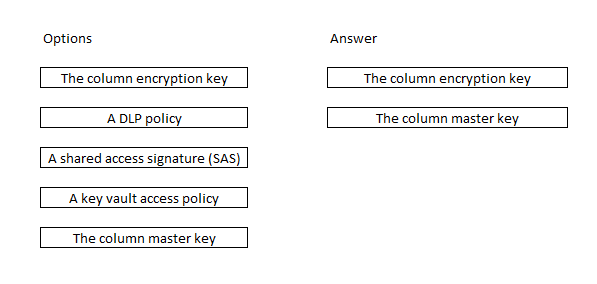 Options
Answer
The column encryption key
The column encryption key
A DLP policy
The column master key
A shared access signature (SAS)
A key vault access policy
The column master key